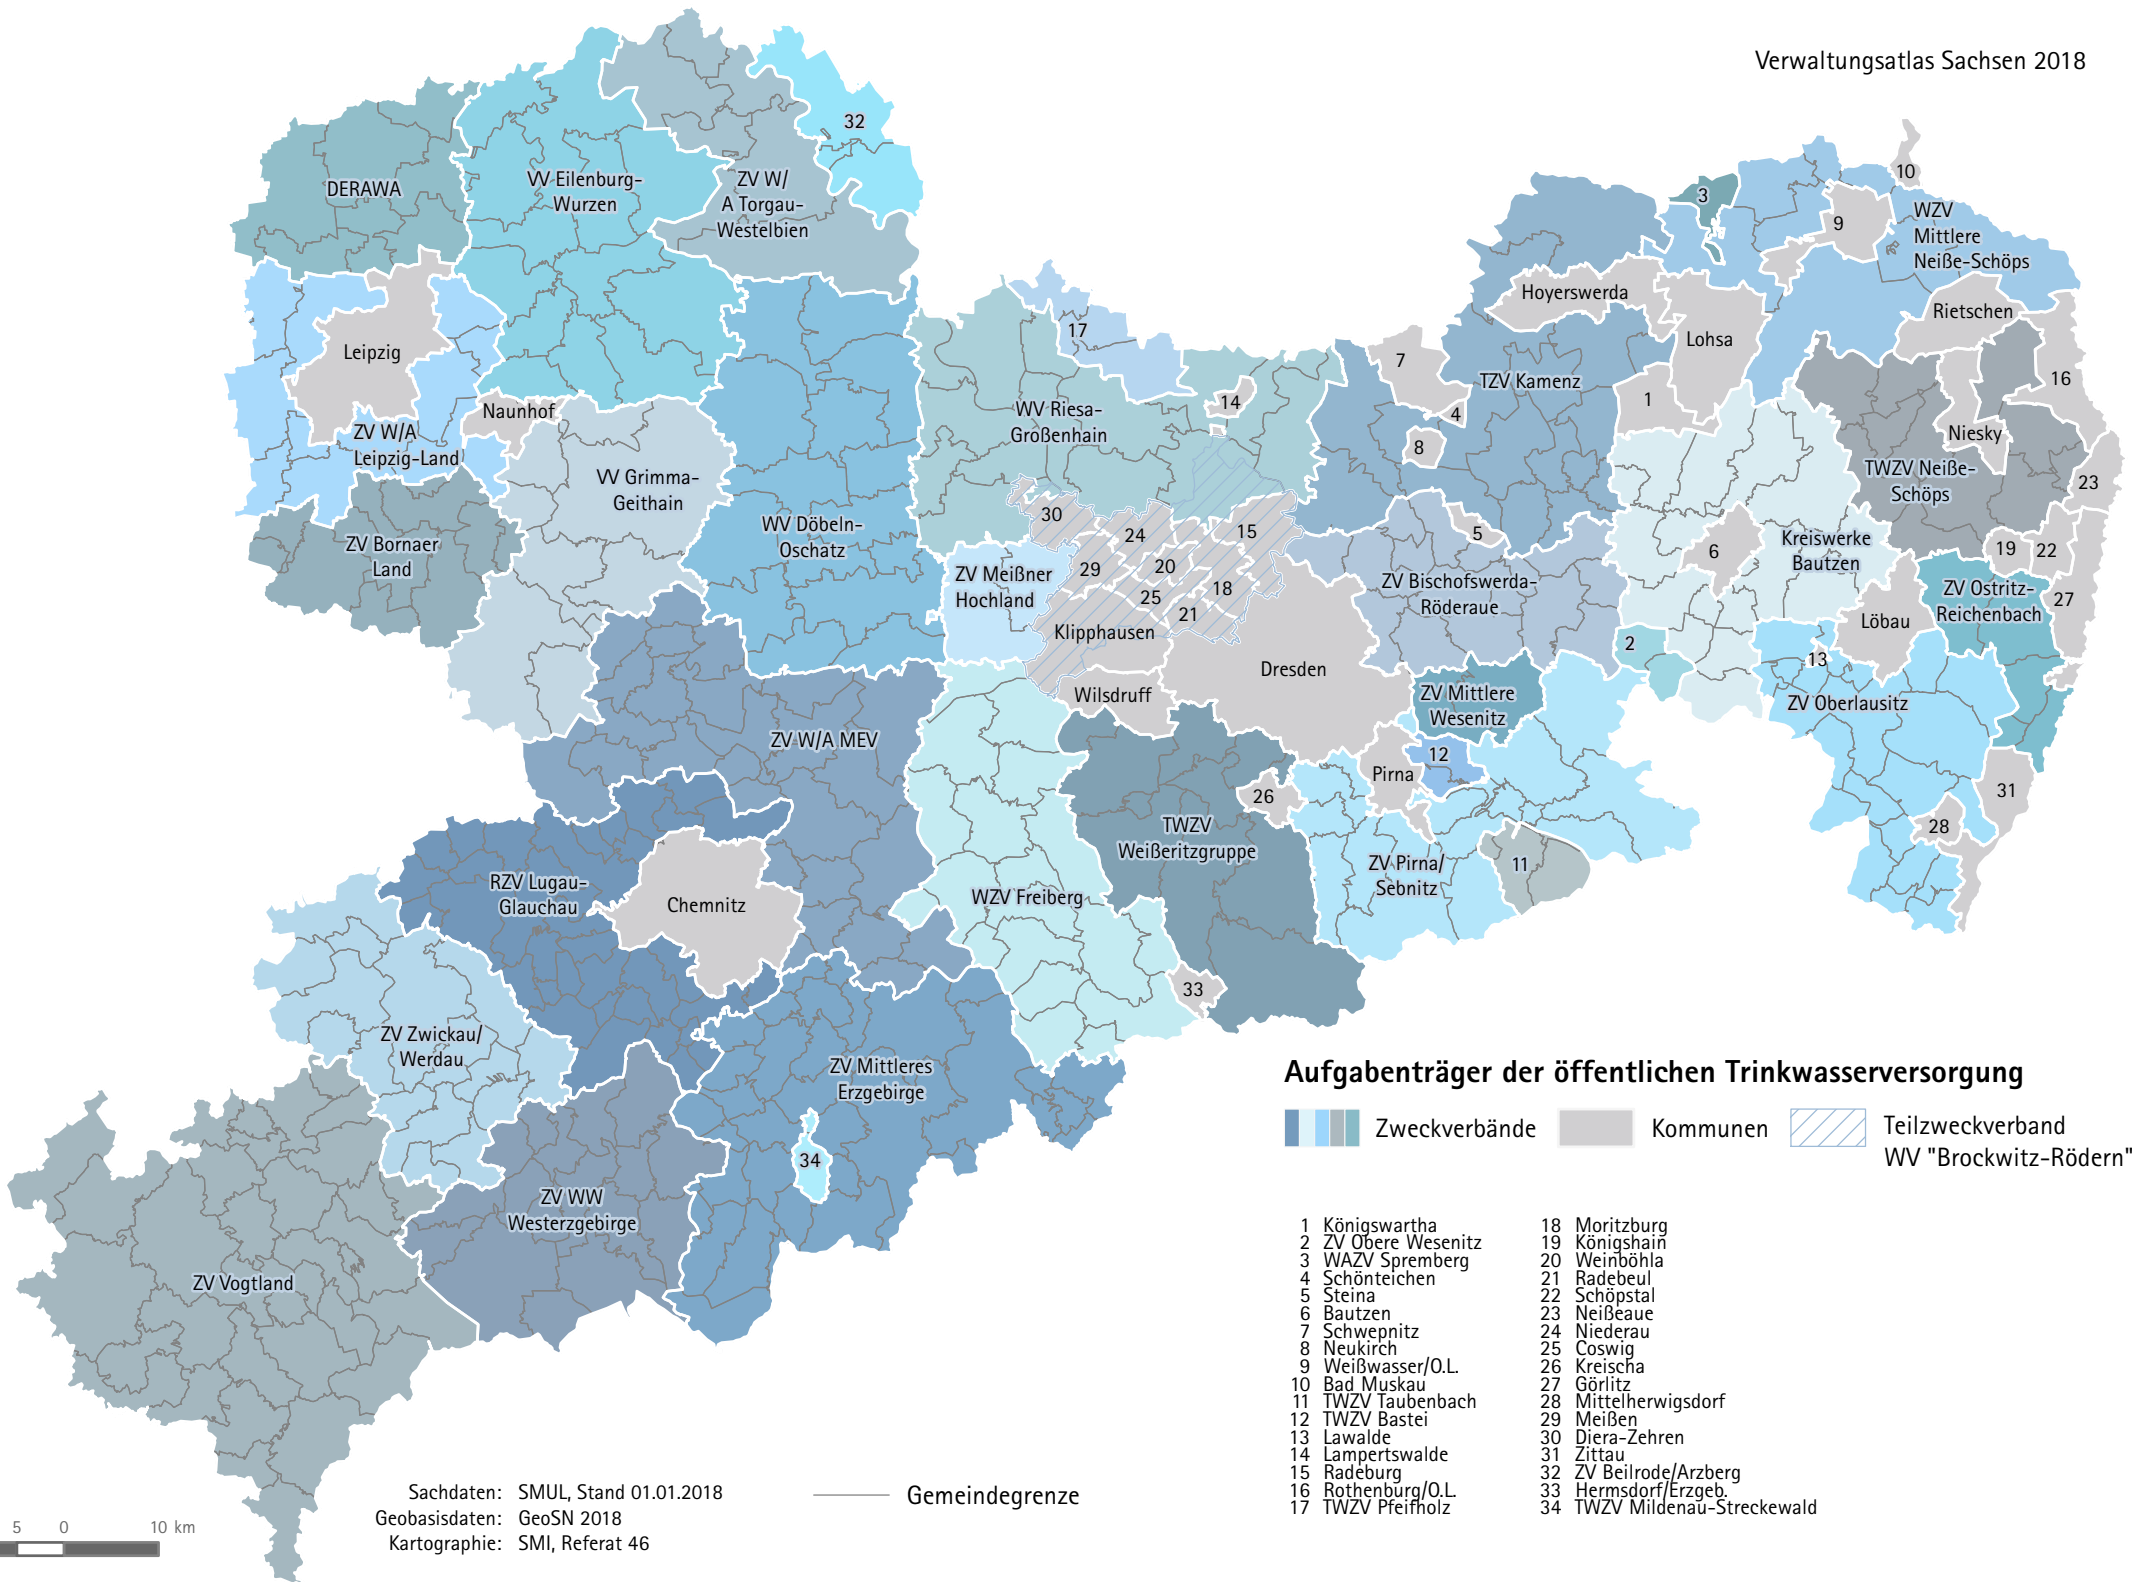 Verwaltungsatlas Sachsen 2018
32
DERAWA
VV Eilenburg-
Wurzen
ZV W/
A Torgau-
Westelbien
10
3
9
WZV
Mittlere
Neiße-Schöps
Hoyerswerda
Rietschen
17
Leipzig
Lohsa
7
TZV Kamenz
16
1
14
4
Naunhof
WV Riesa-
Großenhain
ZV W/A
Leipzig-Land
8
Niesky
TWZV Neiße-
Schöps
23
VV Grimma-
Geithain
30
WV Döbeln-
Oschatz
24
15
5
ZV Bornaer
Land
6
Kreiswerke
Bautzen
19
22
29
20
ZV Meißner
Hochland
18
25
21
ZV Bischofswerda-
Röderaue
ZV Ostritz-
Reichenbach
27
Löbau
Klipphausen
2
13
Dresden
Wilsdruff
ZV Mittlere
Wesenitz
ZV Oberlausitz
ZV W/A MEV
12
Pirna
26
31
TWZV
Weißeritzgruppe
28
ZV Pirna/
Sebnitz
11
RZV Lugau-
Glauchau
Chemnitz
WZV Freiberg
33
ZV Zwickau/
Werdau
ZV Mittleres
Erzgebirge
34
ZV WW
Westerzgebirge
ZV Vogtland
Aufgabenträger der öffentlichen Trinkwasserversorgung
Zweckverbände
Kommunen
Teilzweckverband
WV "Brockwitz-Rödern"
1 Königswartha
2 ZV Obere Wesenitz
3 WAZV Spremberg
4 Schönteichen
5 Steina
6 Bautzen
7 Schwepnitz
8 Neukirch
9 Weißwasser/O.L.
10 Bad Muskau
11 TWZV Taubenbach
12 TWZV Bastei
13 Lawalde
14 Lampertswalde
15 Radeburg
16 Rothenburg/O.L.
17 TWZV Pfeifholz
18 Moritzburg
19 Königshain
20 Weinböhla
21 Radebeul
22 Schöpstal
23 Neißeaue
24 Niederau
25 Coswig
26 Kreischa
27 Görlitz
28 Mittelherwigsdorf
29 Meißen
30 Diera-Zehren
31 Zittau
32 ZV Beilrode/Arzberg
33 Hermsdorf/Erzgeb.
34 TWZV Mildenau-Streckewald
Sachdaten: SMUL, Stand 01.01.2018
Geobasisdaten: GeoSN 2018
Kartographie: SMI, Referat 46
Gemeindegrenze
5 0 10 km